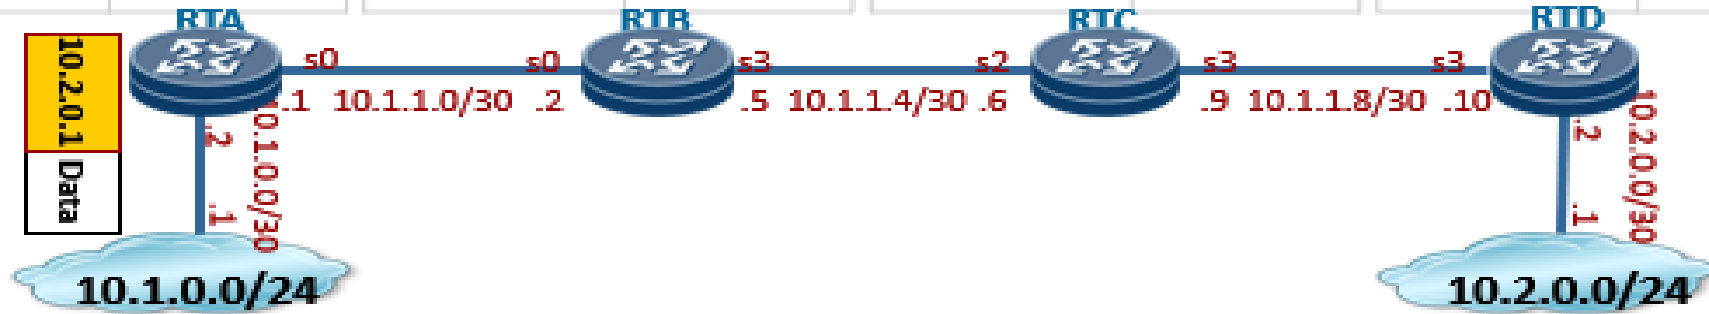 RTA
RTB
RTC
RTD
10.2.0.1 Data
s0
s0
s3
s2
s3
s3
.1 10.1.1.0/30 .2
.5 10.1.1.4/30 .6
.9 10.1.1.8/30 .10
.2
.1
10.1.0.0/30
.2
.1
10.2.0.0/30
10.1.0.0/24
10.2.0.0/24